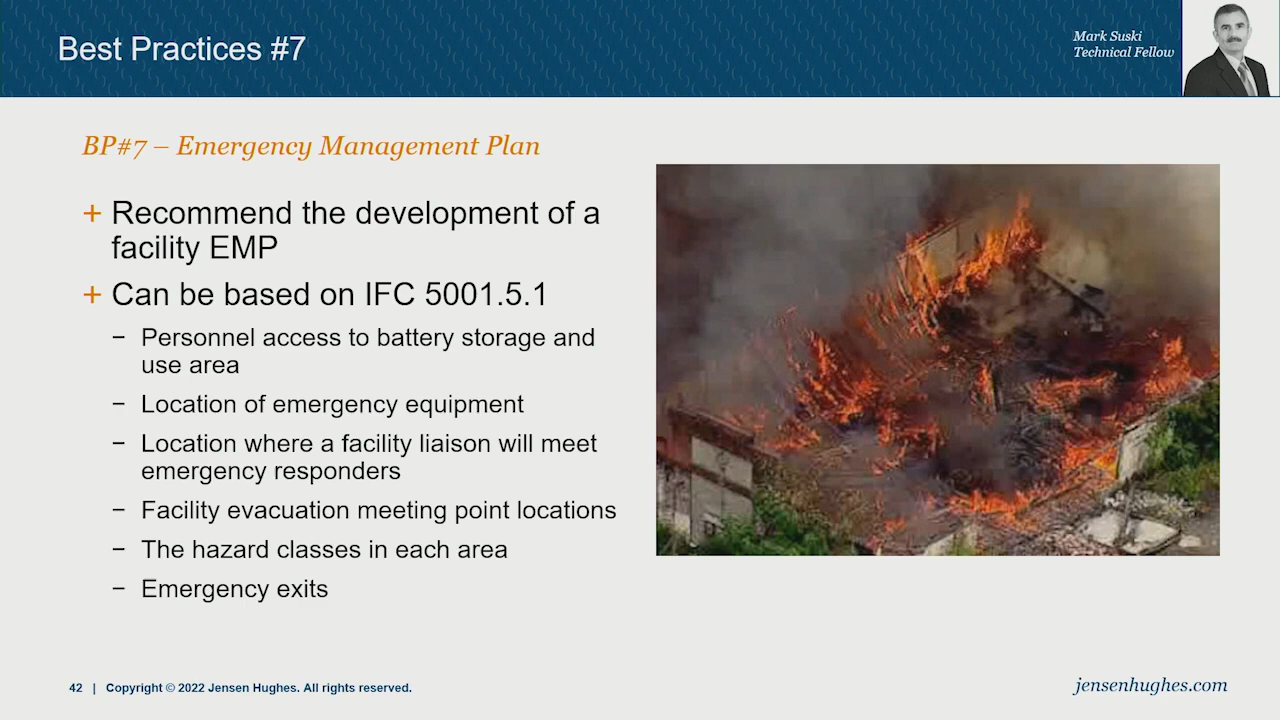 Best Practices #7
Mark Suski
Technical Fellow
BP#7 – Emergency Management Plan
+ Recommend the development of a
facility EMP
+ Can be based on IFC 5001.5.1
− Personnel access to battery storage and
use area
− Location of emergency equipment
− Location where a facility liaison will meet
emergency responders
− Facility evacuation meeting point locations
− The hazard classes in each area
− Emergency exits
42 | Copyright © 2022 Jensen Hughes. All rights reserved.
jensenhughes.com